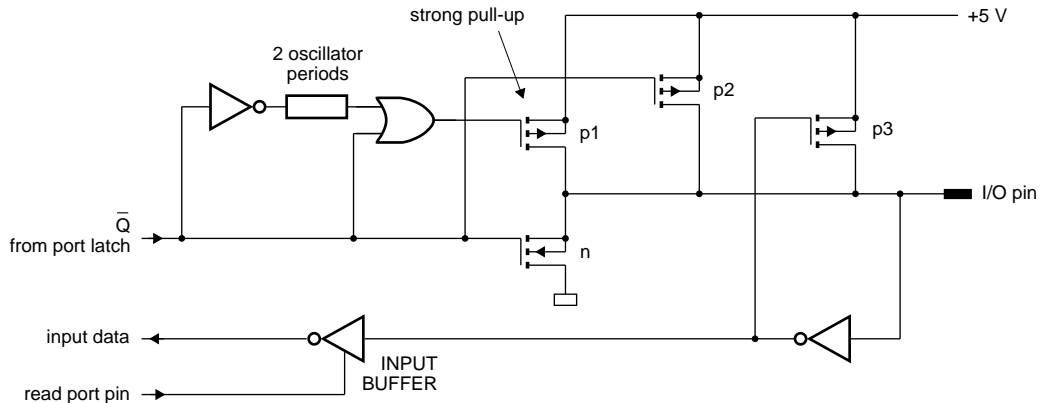 strong pull-up
+5 V
2 oscillator
periods
p2
p1
p3
I/O pin
Q̅
from port latch
n
input data
INPUT
BUFFER
read port pin